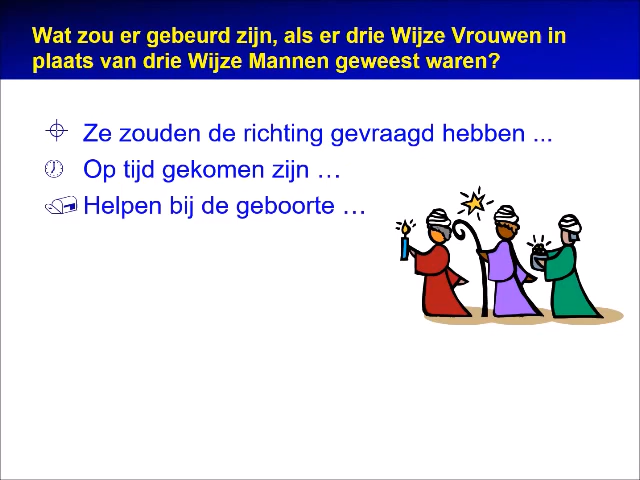 Wat zou er gebeurd zijn, als er drie Wijze Vrouwen in
plaats van drie Wijze Mannen geweest waren?
Ze zouden de richting gevraagd hebben ...
Op tijd gekomen zijn …
Helpen bij de geboorte …